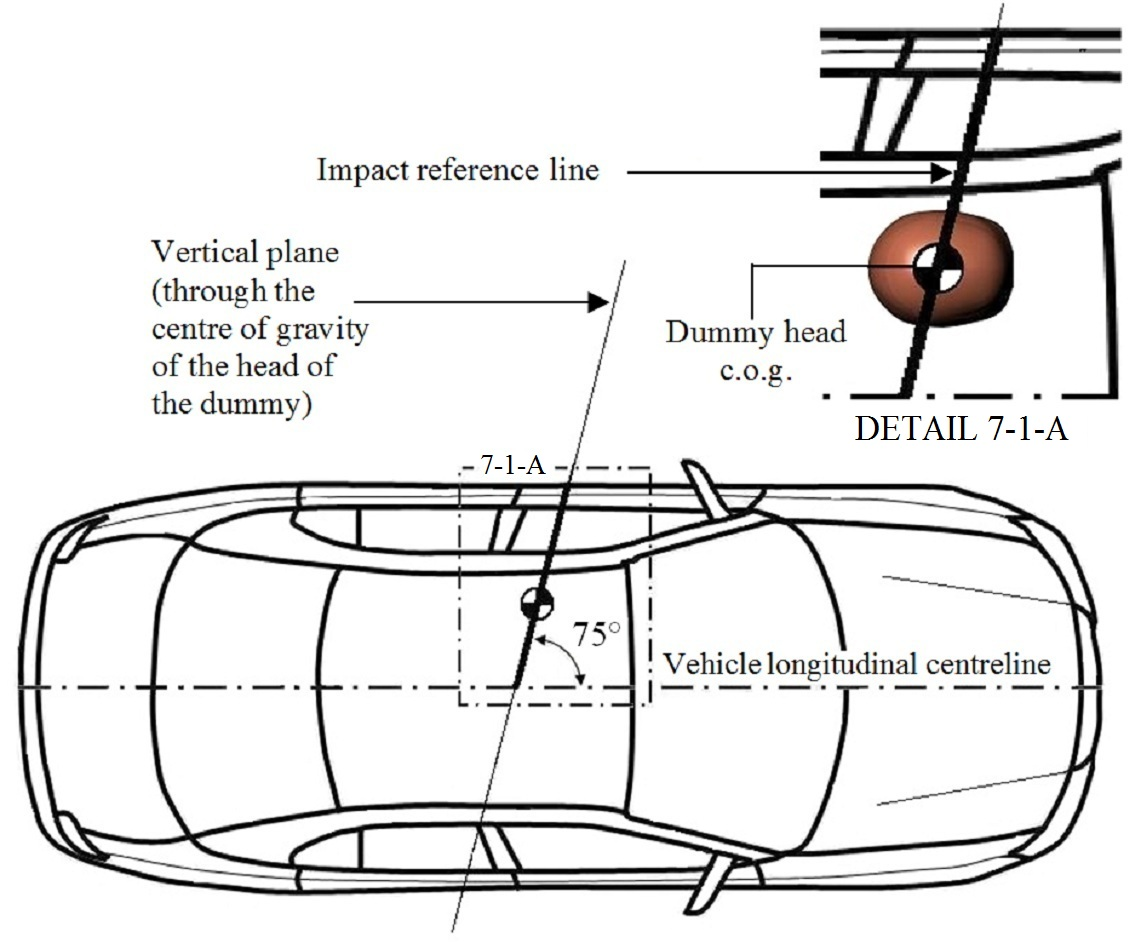 Impact reference line
Vertical plane
(through the
centre of gravity
of the head of
the dummy)
Dummy head
c.o.g.
DETAIL 7-1-A
7-1-A
75°
Vehicle longitudinal centreline